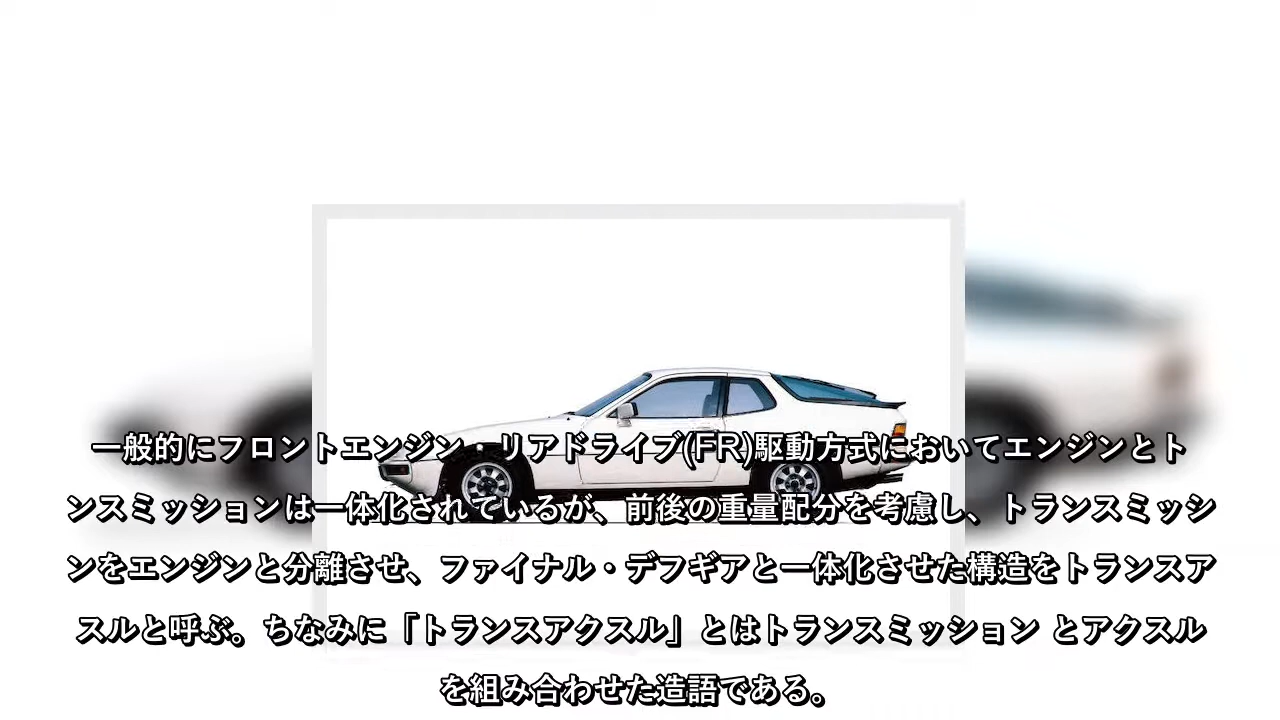 一般的にフロントエンジン・リアドライブ(FR)駆動方式においてエンジンとト
ンスミッションは一体化されているが、前後の重量配分を考慮し、トランスミッシ
ンをエンジンと分離させ、ファイナル・デフギアと一体化させた構造をトランスア
スルと呼ぶ。ちなみに「トランスアクスル」とはトランスミッション とアクスル
を組み合わせた造語である。